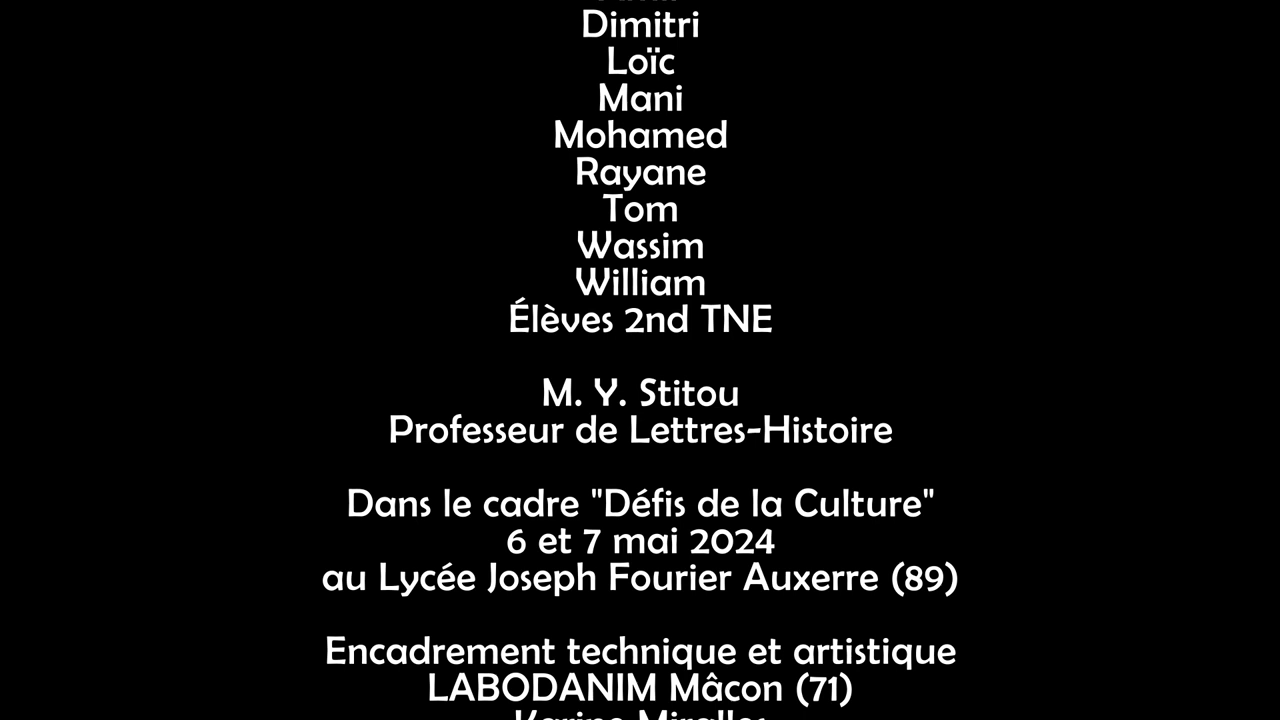 Dimitri
Loïc
Mani
Mohamed
Rayane
Tom
Wassim
William
Élèves 2nd TNE
M. Y. Stitou
Professeur de Lettres-Histoire
Dans le cadre "Défis de la Culture"
6 et 7 mai 2024
au Lycée Joseph Fourier Auxerre (89)
Encadrement technique et artistique
LABODANIM Mâcon (71)